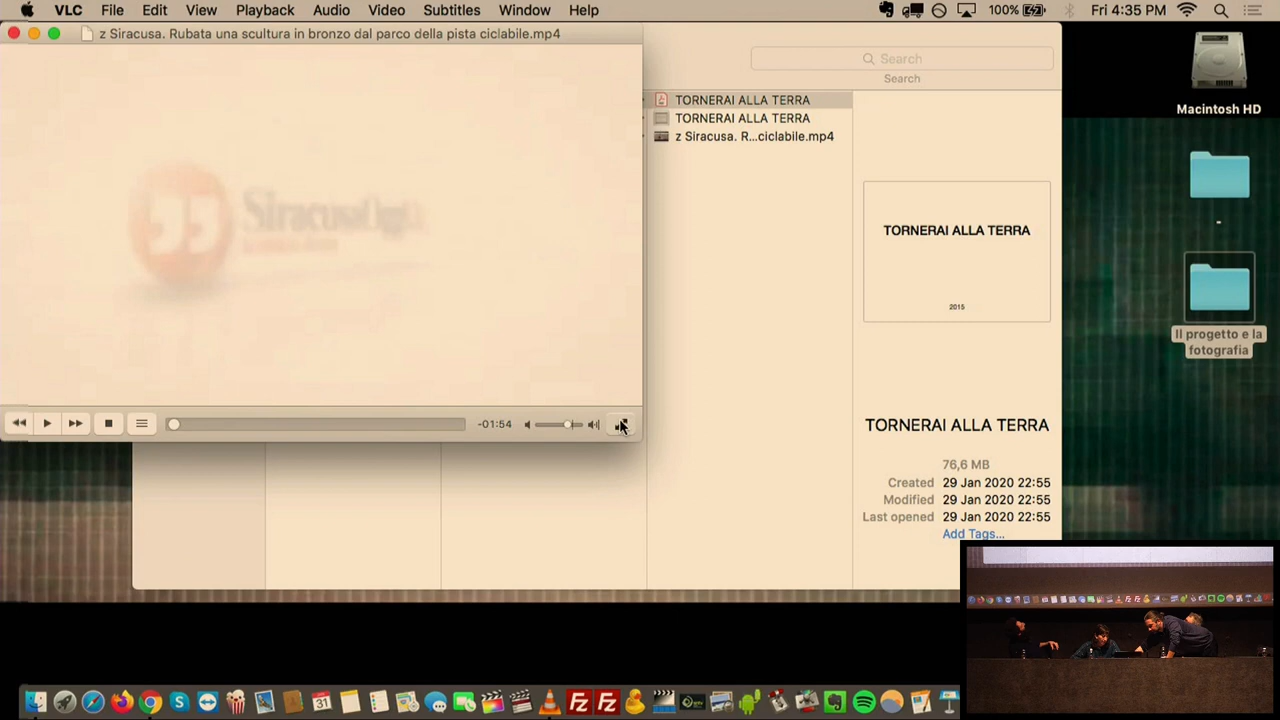 VLC File Edit View Playback Audio Video Subtitles Window Help 100% Fri 4:35 PM
z Siracusa. Rubata una scultura in bronzo dal parco della pista ciclabile.mp4
Search
Search
Macintosh HD
TORNERAI ALLA TERRA
TORNERAI ALLA TERRA
z Siracusa. R...ciclabile.mp4
SiracusaOggi
TORNERAI ALLA TERRA
2015
-
Il progetto e la
fotografia
-01:54
TORNERAI ALLA TERRA
76,6 MB
Created 29 Jan 2020 22:55
Modified 29 Jan 2020 22:55
Last opened 29 Jan 2020 22:55
Add Tags...
31